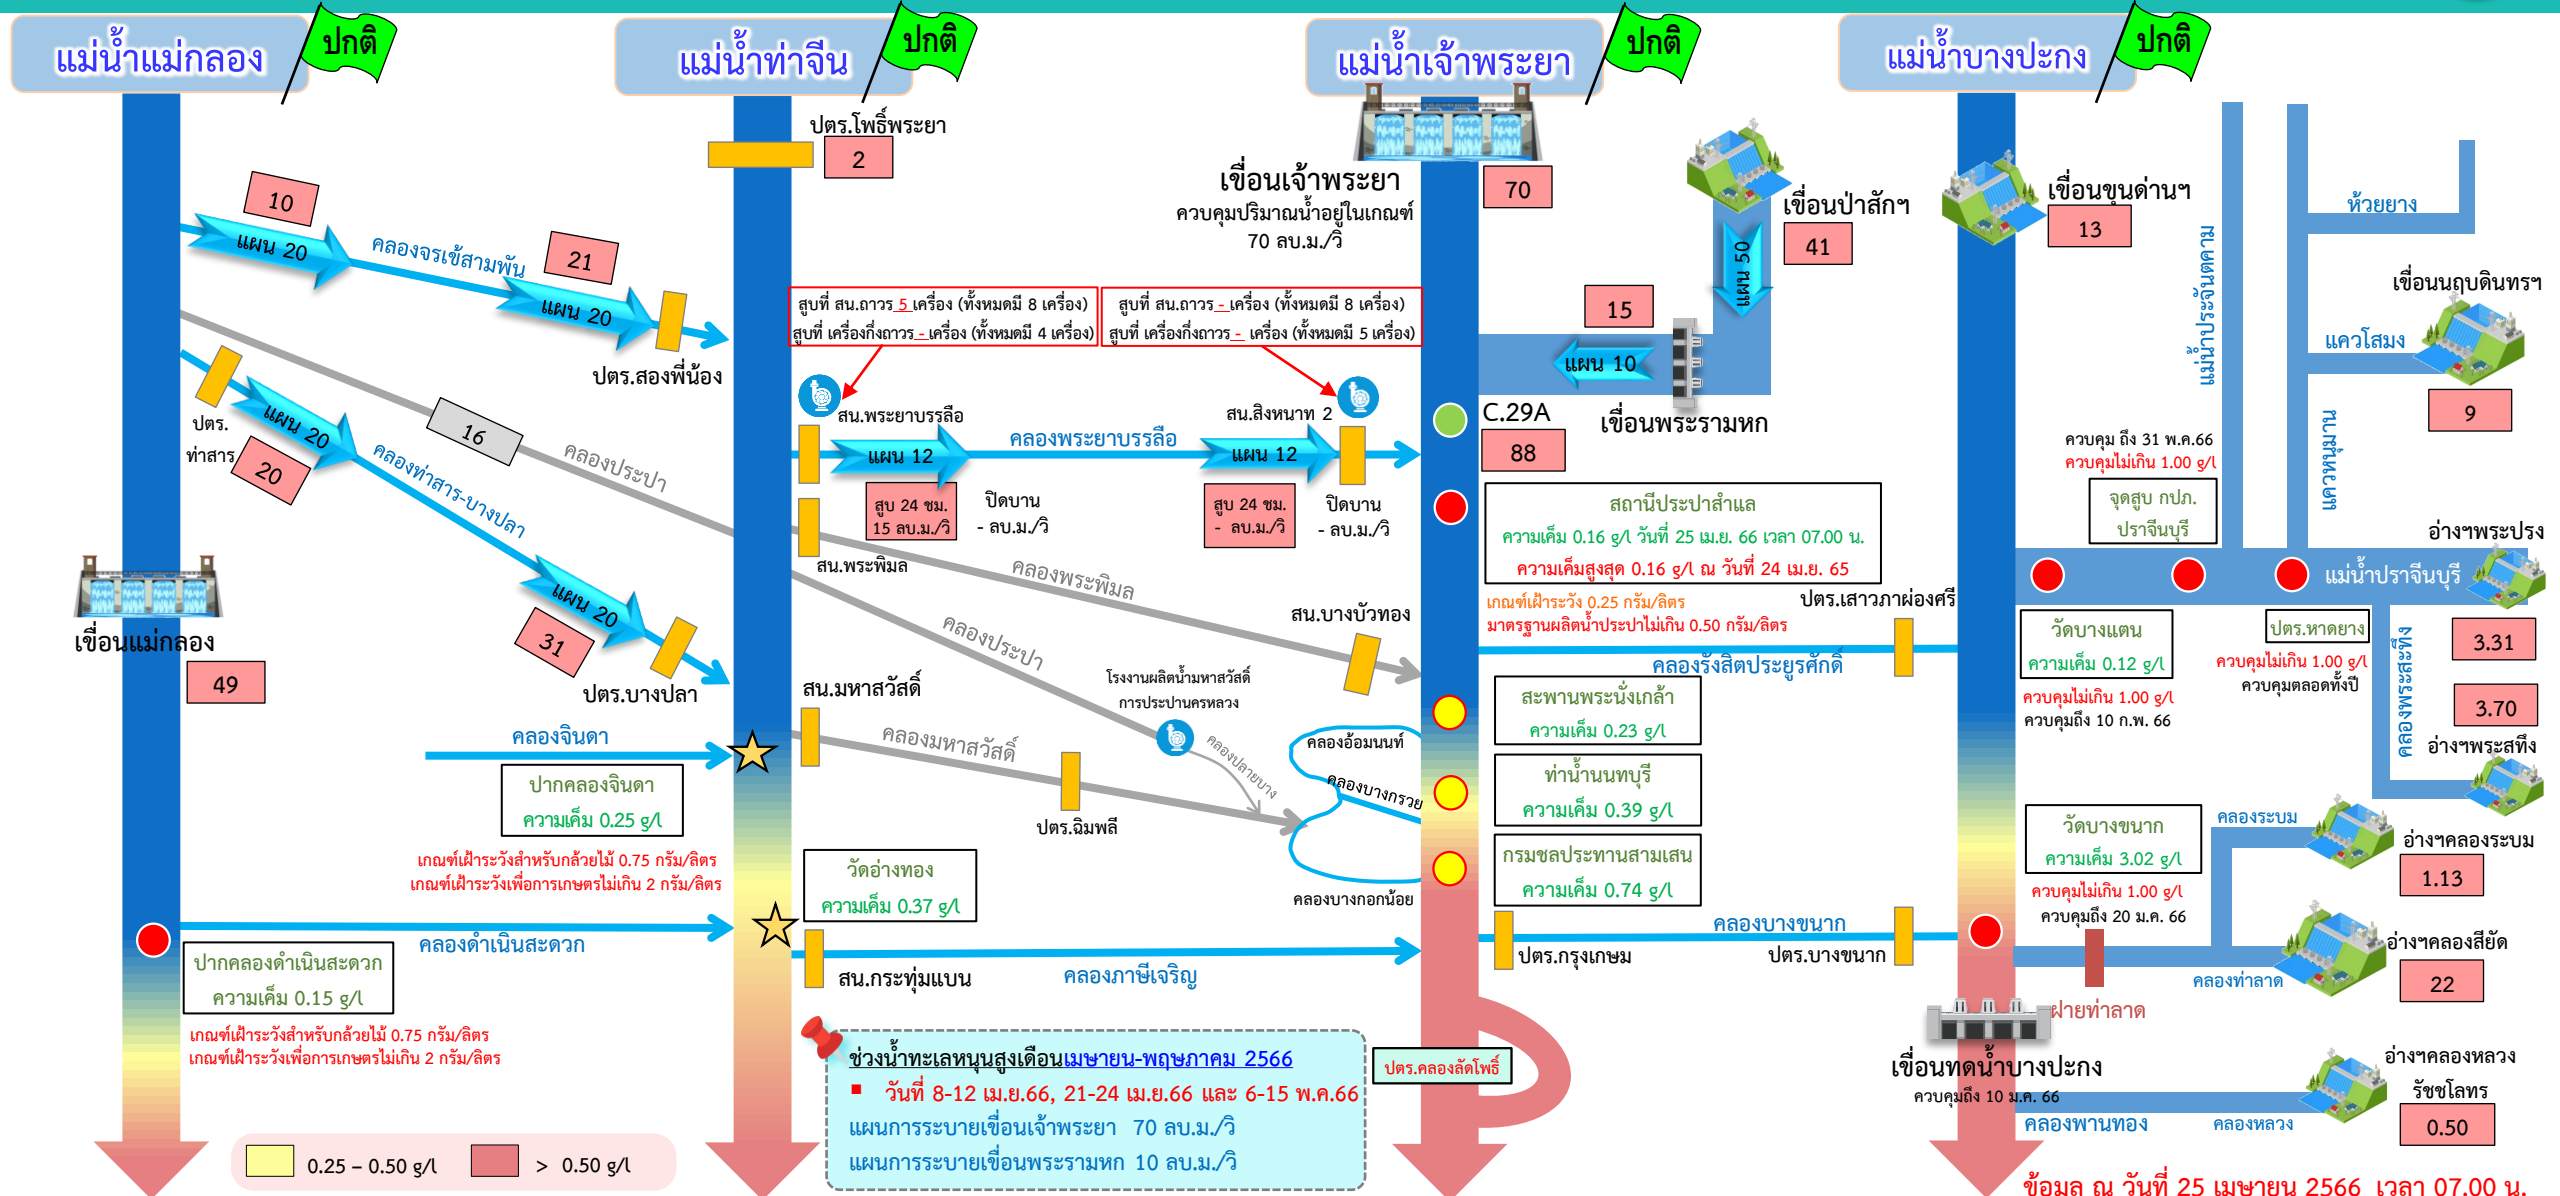 แม่น้ำแม่กลอง
ปกติ
แม่น้ำท่าจีน
ปกติ
แม่น้ำเจ้าพระยา
ปกติ
แม่น้ำบางปะกง
ปกติ
10
แผน 20
คลองจรเข้สามพัน
21
แผน 20
ปตร.สองพี่น้อง
ปตร.
ท่าสาร
20
แผน 20
คลองท่าสาร-บางปลา
16
คลองประปา
แผน 20
31
ปตร.บางปลา
เขื่อนแม่กลอง
49
คลองจินดา
ปากคลองจินดา
ความเค็ม 0.25 g/l
เกณฑ์เฝ้าระวังสำหรับกล้วยไม้ 0.75 กรัม/ลิตร
เกณฑ์เฝ้าระวังเพื่อการเกษตรไม่เกิน 2 กรัม/ลิตร
คลองดำเนินสะดวก
ปากคลองดำเนินสะดวก
ความเค็ม 0.15 g/l
เกณฑ์เฝ้าระวังสำหรับกล้วยไม้ 0.75 กรัม/ลิตร
เกณฑ์เฝ้าระวังเพื่อการเกษตรไม่เกิน 2 กรัม/ลิตร
0.25 – 0.50 g/l
> 0.50 g/l
ปตร.โพธิ์พระยา
2
สูบที่ สน.ถาวร 5 เครื่อง (ทั้งหมดมี 8 เครื่อง)
สูบที่ เครื่องกึ่งถาวร - เครื่อง (ทั้งหมดมี 4 เครื่อง)
สูบที่ สน.ถาวร - เครื่อง (ทั้งหมดมี 8 เครื่อง)
สูบที่ เครื่องกึ่งถาวร - เครื่อง (ทั้งหมดมี 5 เครื่อง)
สน.พระยาบรรลือ
แผน 12
คลองพระยาบรรลือ
สน.สิงหนาท 2
แผน 12
สูบ 24 ชม.
15 ลบ.ม./วิ
ปิดบาน
- ลบ.ม./วิ
สูบ 24 ชม.
- ลบ.ม./วิ
ปิดบาน
- ลบ.ม./วิ
สน.พระพิมล
คลองพระพิมล
สน.บางบัวทอง
คลองประปา
โรงงานผลิตน้ำมหาสวัสดิ์
การประปานครหลวง
สน.มหาสวัสดิ์
คลองมหาสวัสดิ์
คลองปลายบาง
ปตร.ฉิมพลี
คลองอ้อมนนท์
คลองบางกรวย
คลองบางกอกน้อย
วัดอ่างทอง
ความเค็ม 0.37 g/l
สน.กระทุ่มแบน
คลองภาษีเจริญ
ช่วงน้ำทะเลหนุนสูงเดือนเมษายน-พฤษภาคม 2566
▪ วันที่ 8-12 เม.ย.66, 21-24 เม.ย.66 และ 6-15 พ.ค.66
แผนการระบายเขื่อนเจ้าพระยา 70 ลบ.ม./วิ
แผนการระบายเขื่อนพระรามหก 10 ลบ.ม./วิ
ปตร.คลองลัดโพธิ์
เขื่อนเจ้าพระยา
ควบคุมปริมาณน้ำอยู่ในเกณฑ์
70 ลบ.ม./วิ
70
เขื่อนป่าสักฯ
41
แผน 50
15
แผน 10
เขื่อนพระรามหก
C.29A
88
สถานีประปาสำแล
ความเค็ม 0.16 g/l วันที่ 25 เม.ย. 66 เวลา 07.00 น.
ความเค็มสูงสุด 0.16 g/l ณ วันที่ 24 เม.ย. 65
เกณฑ์เฝ้าระวัง 0.25 กรัม/ลิตร
มาตรฐานผลิตน้ำประปาไม่เกิน 0.50 กรัม/ลิตร
ปตร.เสาวภาผ่องศรี
คลองรังสิตประยูรศักดิ์
สะพานพระนั่งเกล้า
ความเค็ม 0.23 g/l
ท่าน้ำนนทบุรี
ความเค็ม 0.39 g/l
กรมชลประทานสามเสน
ความเค็ม 0.74 g/l
ปตร.กรุงเกษม
คลองบางขนาก
ปตร.บางขนาก
เขื่อนขุนด่านฯ
13
แม่น้ำประจันตคาม
ห้วยยาง
เขื่อนนฤบดินทรฯ
แควโสมง
9
แควหนุมาน
ควบคุม ถึง 31 พ.ค.66
ควบคุมไม่เกิน 1.00 g/l
จุดสูบ กปภ.
ปราจีนบุรี
อ่างฯพระปรง
แม่น้ำปราจีนบุรี
3.31
วัดบางแตน
ความเค็ม 0.12 g/l
ควบคุมไม่เกิน 1.00 g/l
ควบคุมถึง 10 ก.พ. 66
ปตร.หาดยาง
ควบคุมไม่เกิน 1.00 g/l
ควบคุมตลอดทั้งปี
คลองพระสะทึง
3.70
อ่างฯพระสทึง
วัดบางขนาก
ความเค็ม 3.02 g/l
ควบคุมไม่เกิน 1.00 g/l
ควบคุมถึง 20 ม.ค. 66
คลองระบม
อ่างฯคลองระบม
1.13
อ่างฯคลองสียัด
22
คลองท่าลาด
ฝายท่าลาด
เขื่อนทดน้ำบางปะกง
ควบคุมถึง 10 ม.ค. 66
คลองพานทอง
คลองหลวง
อ่างฯคลองหลวง
รัชชโลทร
0.50
ข้อมูล ณ วันที่ 25 เมษายน 2566 เวลา 07.00 น.